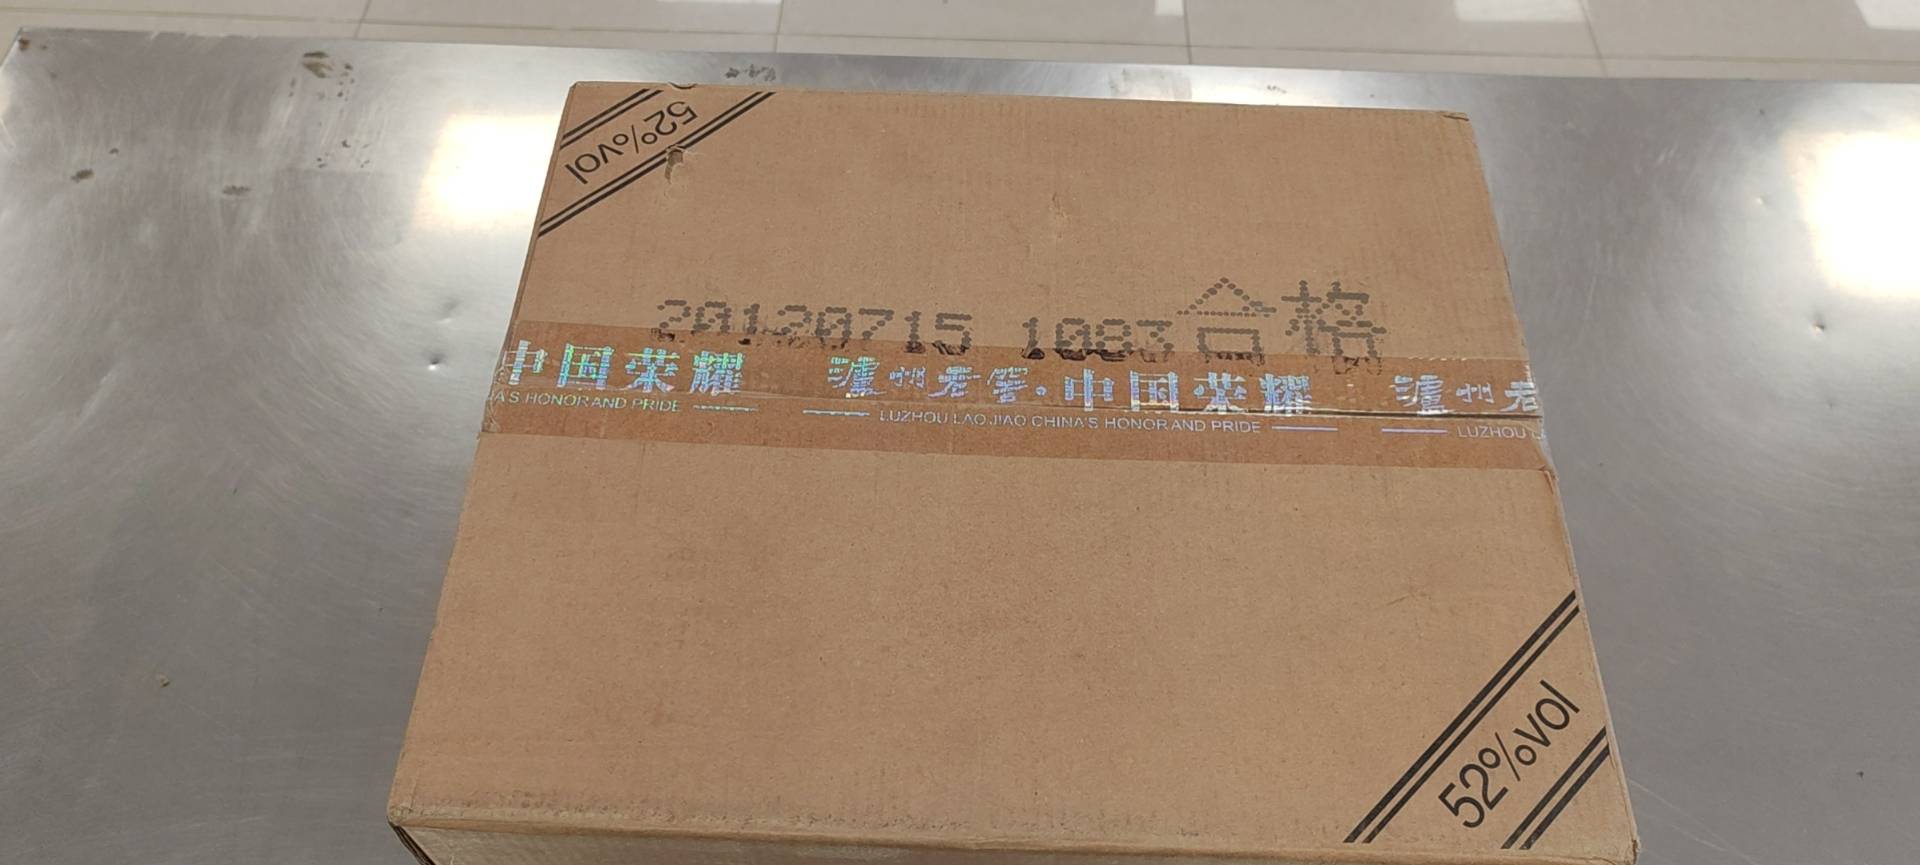 52%vol
20120715 1083合格
中国荣耀 泸州老窖·中国荣耀 泸州老
A'S HONOR AND PRIDE LUZHOU LAO JIAO CHINA'S HONOR AND PRIDE LUZHOU
52%vol